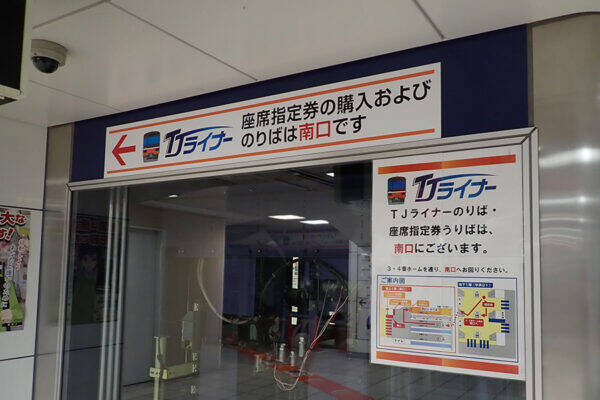 TJライナー
座席指定券の購入および
のりばは南口です
TJライナー
TJライナーのりば・
座席指定券うりばは、
南口にございます。
3・4番ホームを通り、南口へお回りください。
ご案内図